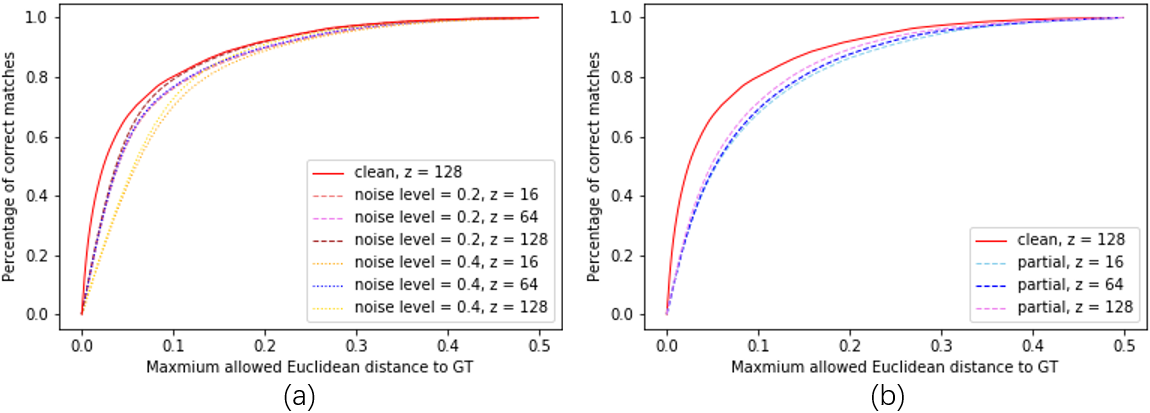 Percentage of correct matches
1.0
0.8
0.6
0.4
0.2
0.0
clean, z = 128
noise level = 0.2, z = 16
noise level = 0.2, z = 64
noise level = 0.2, z = 128
noise level = 0.4, z = 16
noise level = 0.4, z = 64
noise level = 0.4, z = 128
0.0 0.1 0.2 0.3 0.4 0.5
Maxmium allowed Euclidean distance to GT
(a)
Percentage of correct matches
1.0
0.8
0.6
0.4
0.2
0.0
clean, z = 128
partial, z = 16
partial, z = 64
partial, z = 128
0.0 0.1 0.2 0.3 0.4 0.5
Maxmium allowed Euclidean distance to GT
(b)